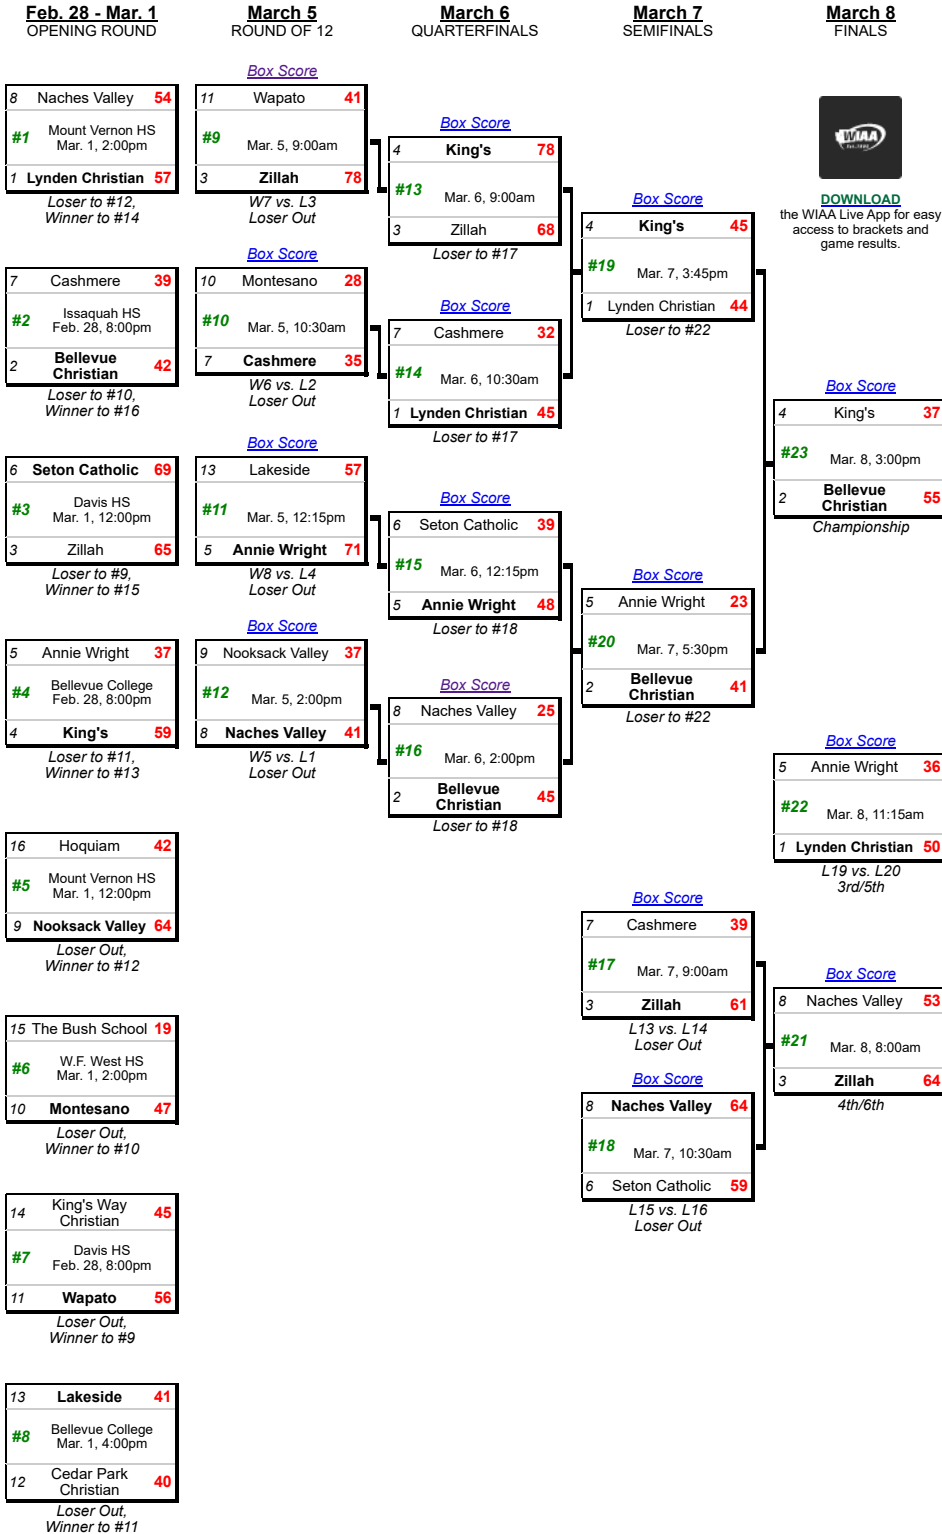 Feb. 28 - Mar. 1
OPENING ROUND
8 Naches Valley 54
#1 Mount Vernon HS
Mar. 1, 2:00pm
1 Lynden Christian 57
Loser to #12,
Winner to #14
7 Cashmere 39
#2 Issaquah HS
Feb. 28, 8:00pm
2 Bellevue
Christian 42
Loser to #10,
Winner to #16
6 Seton Catholic 69
#3 Davis HS
Mar. 1, 12:00pm
3 Zillah 65
Loser to #9,
Winner to #15
5 Annie Wright 37
#4 Bellevue College
Feb. 28, 8:00pm
4 King's 59
Loser to #11,
Winner to #13
16 Hoquiam 42
#5 Mount Vernon HS
Mar. 1, 12:00pm
9 Nooksack Valley 64
Loser Out,
Winner to #12
15 The Bush School 19
#6 W.F. West HS
Mar. 1, 2:00pm
10 Montesano 47
Loser Out,
Winner to #10
14 King's Way
Christian 45
#7 Davis HS
Feb. 28, 8:00pm
11 Wapato 56
Loser Out,
Winner to #9
13 Lakeside 41
#8 Bellevue College
Mar. 1, 4:00pm
12 Cedar Park
Christian 40
Loser Out,
Winner to #11
March 5
ROUND OF 12
Box Score
11 Wapato 41
#9 Mar. 5, 9:00am
3 Zillah 78
W7 vs. L3
Loser Out
Box Score
10 Montesano 28
#10 Mar. 5, 10:30am
7 Cashmere 35
W6 vs. L2
Loser Out
Box Score
13 Lakeside 57
#11 Mar. 5, 12:15pm
5 Annie Wright 71
W8 vs. L4
Loser Out
Box Score
9 Nooksack Valley 37
#12 Mar. 5, 2:00pm
8 Naches Valley 41
W5 vs. L1
Loser Out
March 6
QUARTERFINALS
Box Score
4 King's 78
#13 Mar. 6, 9:00am
3 Zillah 68
Loser to #17
Box Score
7 Cashmere 32
#14 Mar. 6, 10:30am
1 Lynden Christian 45
Loser to #17
Box Score
6 Seton Catholic 39
#15 Mar. 6, 12:15pm
5 Annie Wright 48
Loser to #18
Box Score
8 Naches Valley 25
#16 Mar. 6, 2:00pm
2 Bellevue
Christian 45
Loser to #18
March 7
SEMIFINALS
Box Score
4 King's 45
#19 Mar. 7, 3:45pm
1 Lynden Christian 44
Loser to #22
Box Score
5 Annie Wright 23
#20 Mar. 7, 5:30pm
2 Bellevue
Christian 41
Loser to #22
Box Score
7 Cashmere 39
#17 Mar. 7, 9:00am
3 Zillah 61
L13 vs. L14
Loser Out
Box Score
8 Naches Valley 64
#18 Mar. 7, 10:30am
6 Seton Catholic 59
L15 vs. L16
Loser Out
March 8
FINALS
WIAA
DOWNLOAD
the WIAA Live App for easy
access to brackets and
game results.
Box Score
4 King's 37
#23 Mar. 8, 3:00pm
2 Bellevue
Christian 55
Championship
Box Score
5 Annie Wright 36
#22 Mar. 8, 11:15am
1 Lynden Christian 50
L19 vs. L20
3rd/5th
Box Score
8 Naches Valley 53
#21 Mar. 8, 8:00am
3 Zillah 64
4th/6th